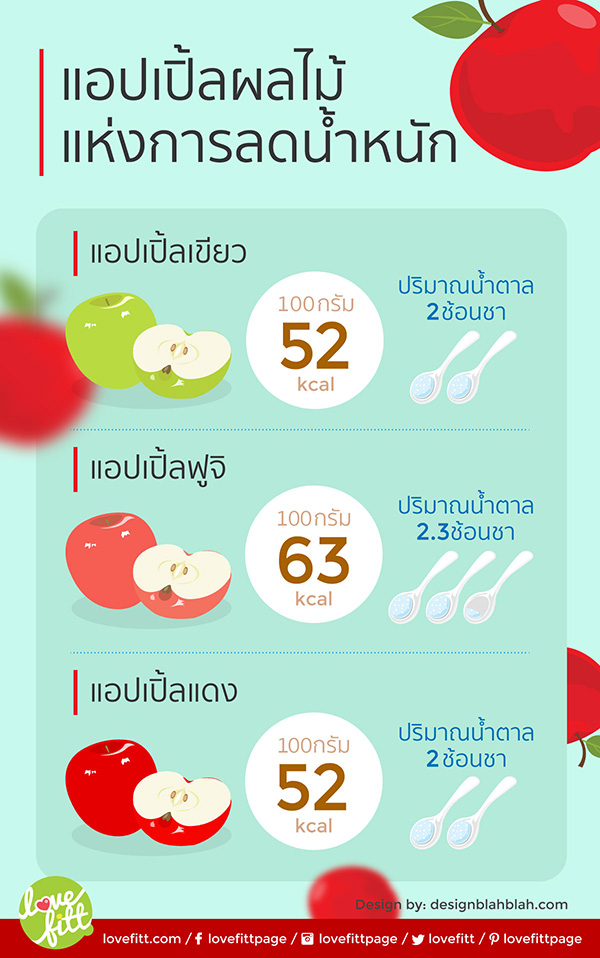 แอปเปิ้ลผลไม้
แห่งการลดน้ำหนัก
แอปเปิ้ลเขียว
100กรัม
52
kcal
ปริมาณน้ำตาล
2ช้อนชา
แอปเปิ้ลฟูจิ
100กรัม
63
kcal
ปริมาณน้ำตาล
2.3ช้อนชา
แอปเปิ้ลแดง
100กรัม
52
kcal
ปริมาณน้ำตาล
2ช้อนชา
love
fitt
Design by: designblahblah.com
lovefitt.com / lovefittpage / lovefittpage / lovefitt / lovefittpage